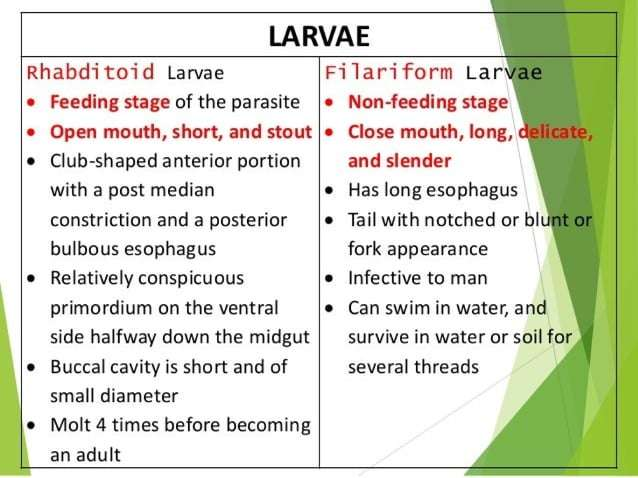 LARVAE
Rhabditoid Larvae
• Feeding stage of the parasite
• Open mouth, short, and stout
• Club-shaped anterior portion
with a post median
constriction and a posterior
bulbous esophagus
• Relatively conspicuous
primordium on the ventral
side halfway down the midgut
• Buccal cavity is short and of
small diameter
• Molt 4 times before becoming
an adult
Filariform Larvae
• Non-feeding stage
• Close mouth, long, delicate,
and slender
• Has long esophagus
• Tail with notched or blunt or
fork appearance
• Infective to man
• Can swim in water, and
survive in water or soil for
several threads